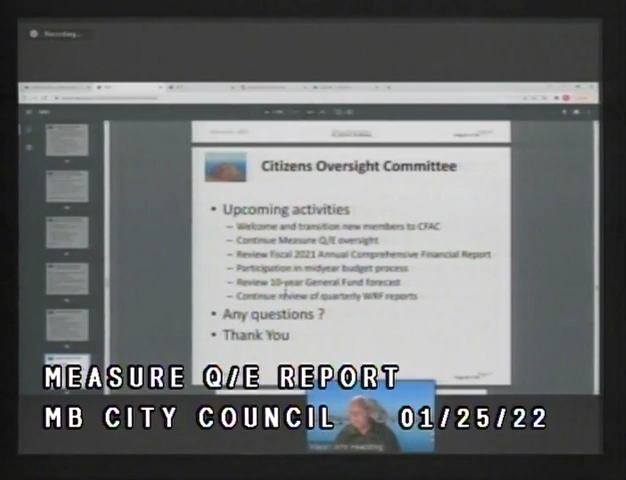 Recording...
Citizens Oversight Committee
• Upcoming activities
– Welcome and transition new members to CFAC
– Continue Measure Q/E oversight
– Review Fiscal 2021 Annual Comprehensive Financial Report
– Participation in midyear budget process
– Review 10-year General Fund forecast
– Continue review of quarterly WRF reports
• Any questions ?
• Thank You
MEASURE Q/E REPORT
MB CITY COUNCIL 01/25/22